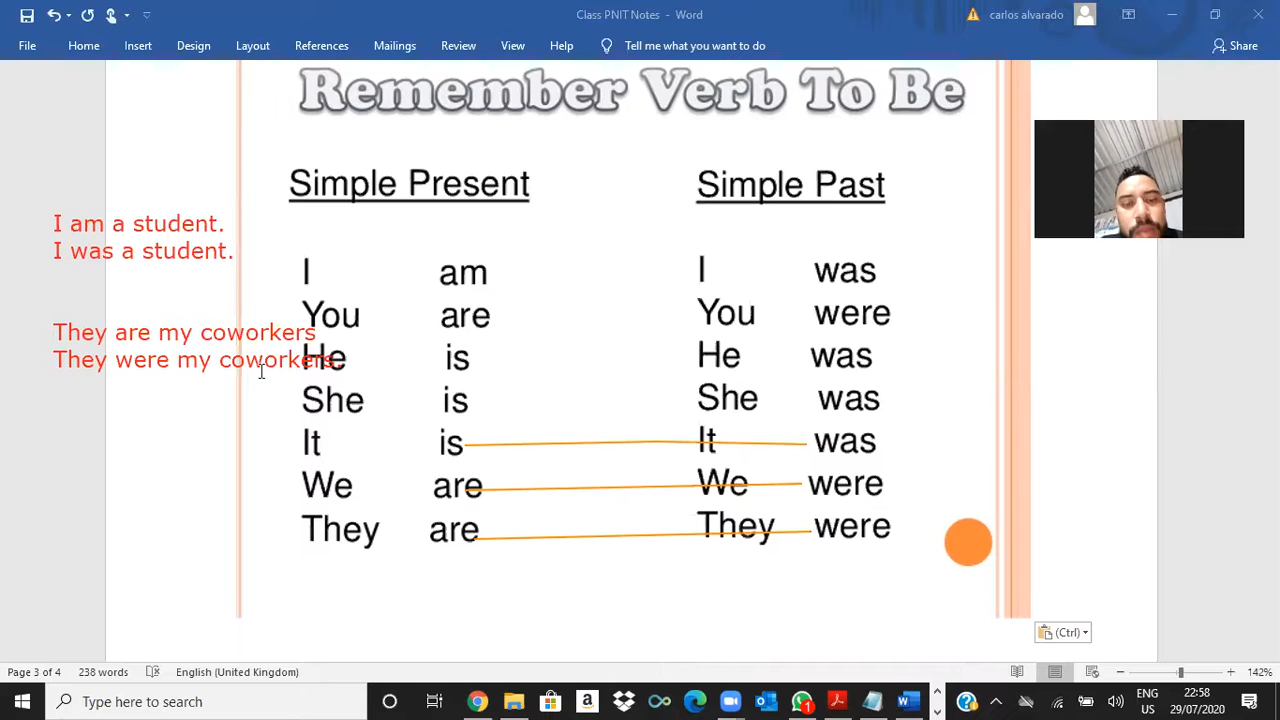 Class PNIT Notes - Word
carlos alvarado
File Home Insert Design Layout References Mailings Review View Help Tell me what you want to do Share
Remember Verb To Be
Simple Present Simple Past
I am a student.
I was a student.
I am I was
You are You were
They are my coworkers
They were my coworkers.
He is He was
She is She was
It is It was
We are We were
They are They were
(Ctrl)
Page 3 of 4 238 words English (United Kingdom) 142%
Type here to search
1
ENG
US
22:58
29/07/2020